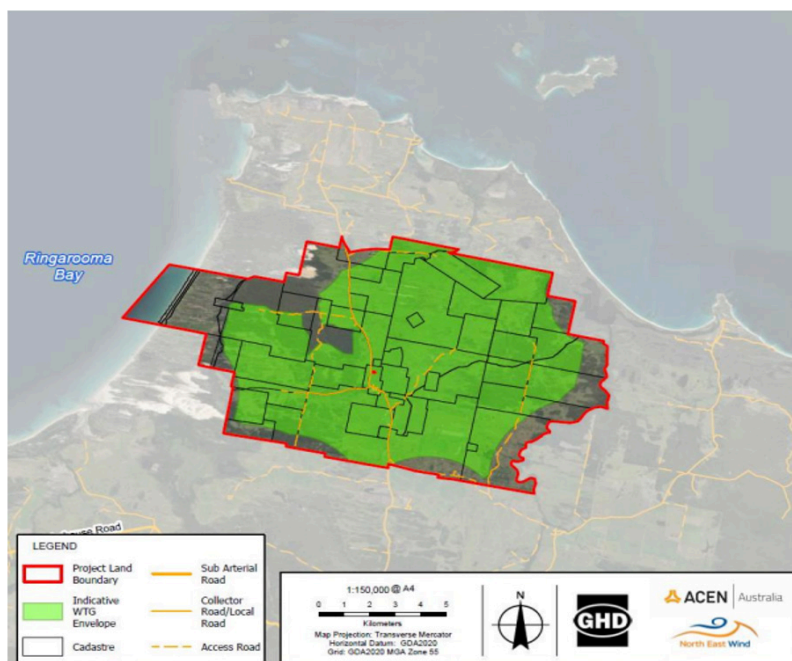 Ringarooma
Bay
house Road
LEGEND
Project Land
Boundary
Sub Arterial
Road
Indicative
WTG
Envelope
Collector
Road/Local
Road
Cadastre
Access Road
1:150,000 @ A4
0 1 2 3 4 5
Kilometers
Map Projection: Transverse Mercator
Horizontal Datum: GDA2020
Grid: GDA2020 MGA Zone 55
N
GHD
ACEN Australia
North East Wind